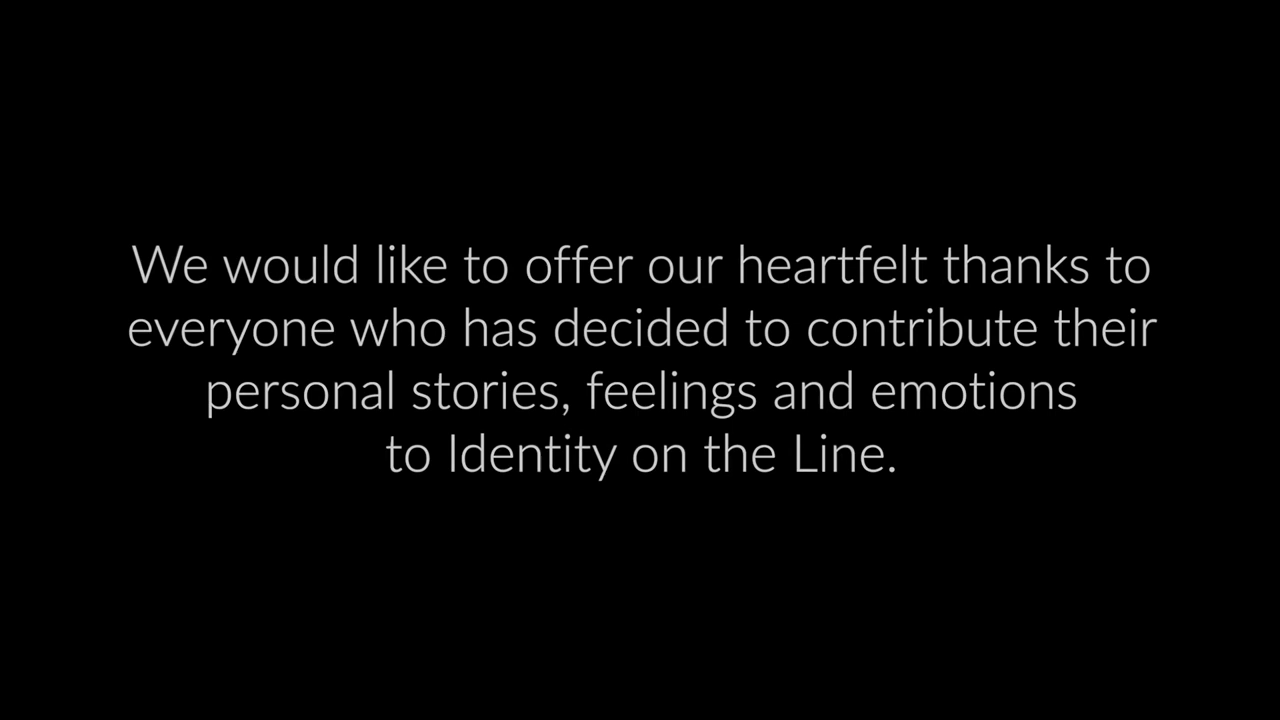 We would like to offer our heartfelt thanks to
everyone who has decided to contribute their
personal stories, feelings and emotions
to Identity on the Line.